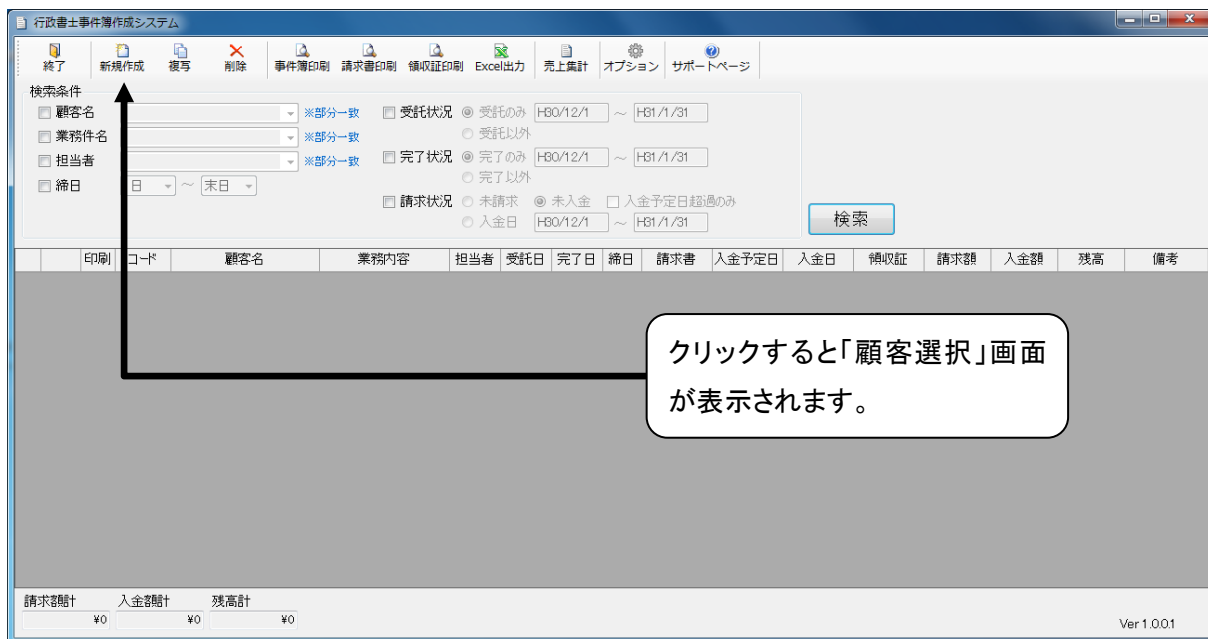 行政書士事件簿作成システム
終了 新規作成 複写 削除 事件簿印刷 請求書印刷 領収証印刷 Excel出力 売上集計 オプション サポートページ
検索条件
顧客名 ※部分一致 受託状況 受託のみ H30/12/1 ～ H31/1/31
受託以外
業務件名 ※部分一致
担当者 ※部分一致 完了状況 完了のみ H30/12/1 ～ H31/1/31
完了以外
締日 日 ～ 末日
請求状況 未請求 未入金 入金予定日超過のみ
入金日 H30/12/1 ～ H31/1/31
検索
印刷 コード 顧客名 業務内容 担当者 受託日 完了日 締日 請求書 入金予定日 入金日 領収証 請求額 入金額 残高 備考
クリックすると「顧客選択」画面
が表示されます。
請求額計 入金額計 残高計
¥0 ¥0 ¥0
Ver 1.0.0.1